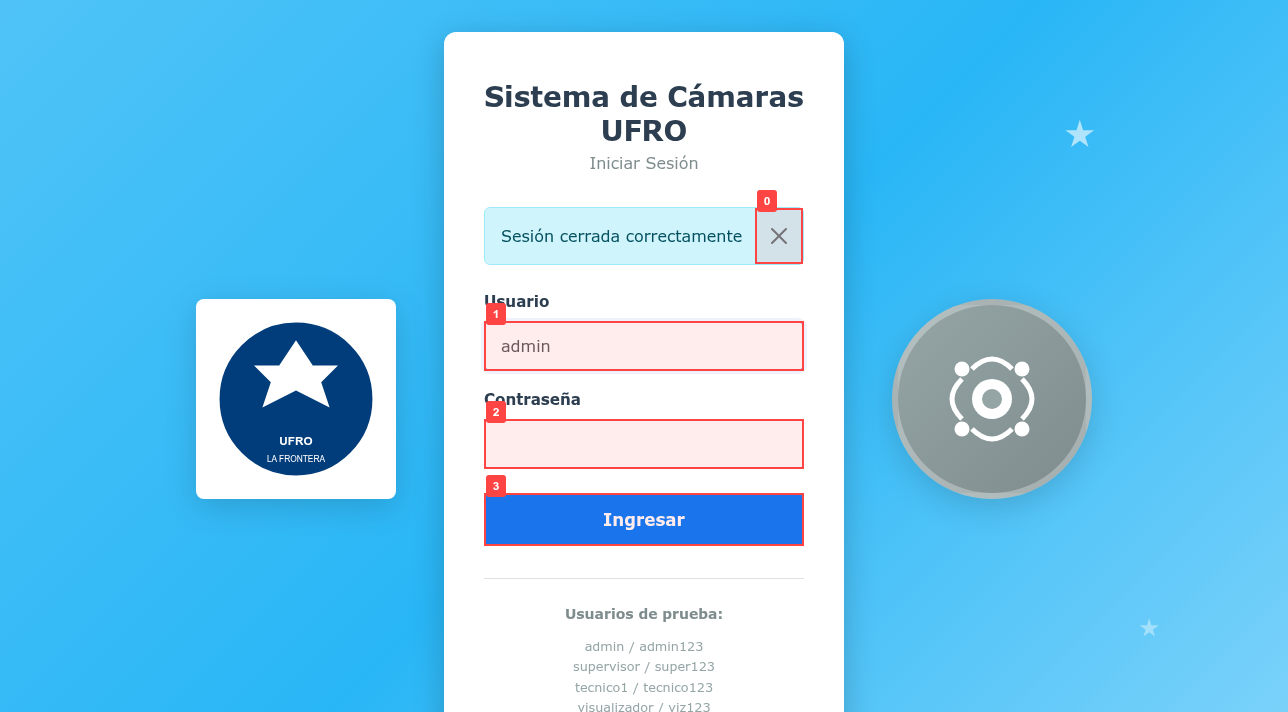 Sistema de Cámaras
UFRO
Iniciar Sesión
0
Sesión cerrada correctamente
Usuario
1
admin
Contraseña
2
3
Ingresar
UFRO
LA FRONTERA
Usuarios de prueba:
admin / admin123
supervisor / super123
tecnico1 / tecnico123
visualizador / viz123